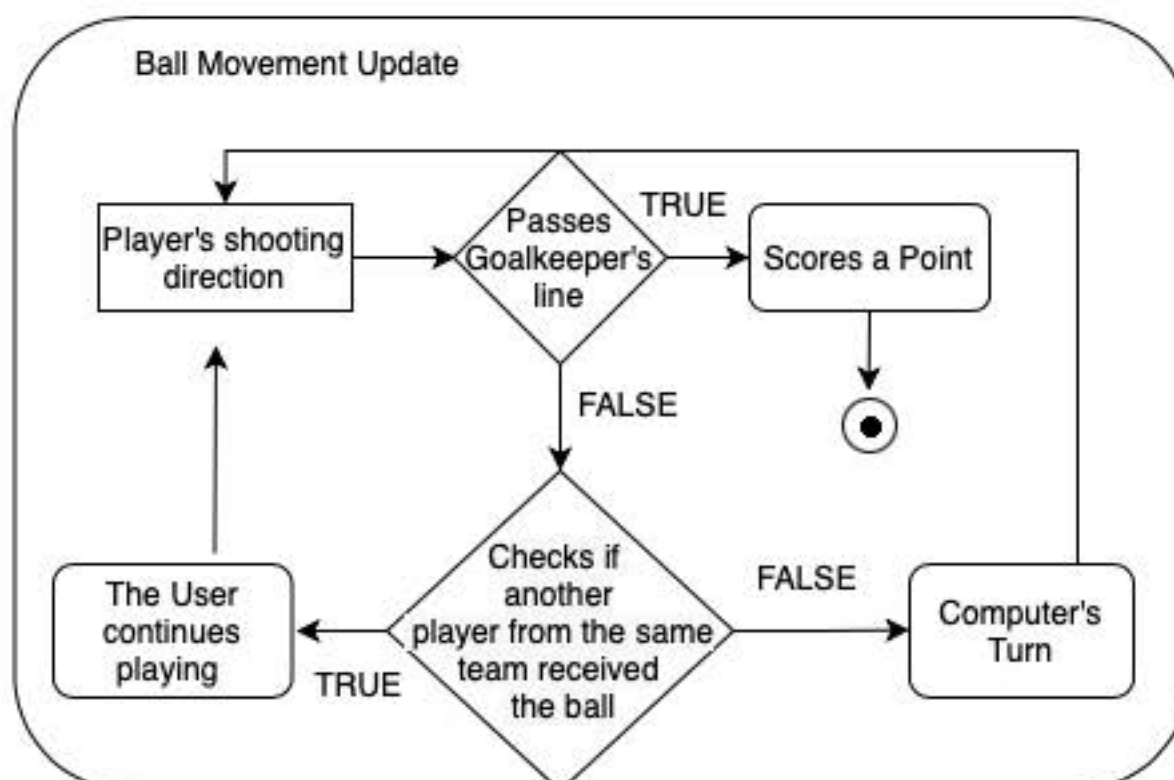 Ball Movement Update
Player's shooting
direction
Passes
Goalkeeper's
line
TRUE
Scores a Point
FALSE
Checks if
another
player from the same
team received
the ball
TRUE
The User
continues
playing
FALSE
Computer's
Turn